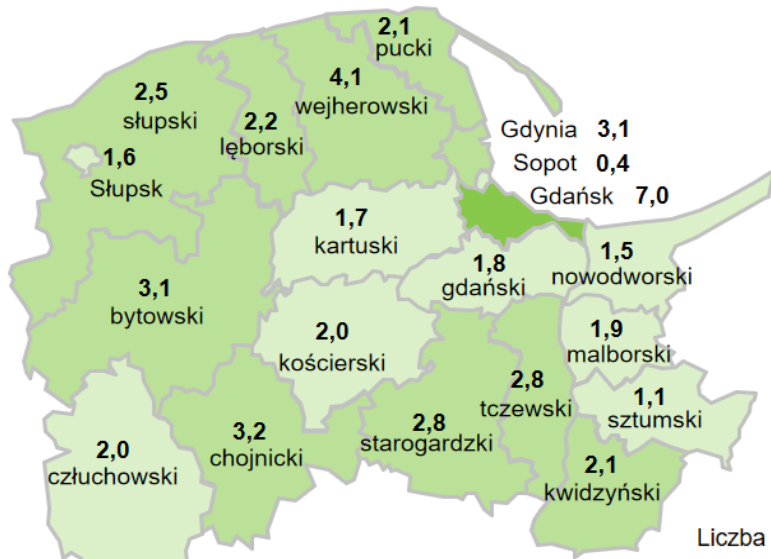 2,1
pucki
4,1
wejherowski
2,5
słupski
2,2
lęborski
Gdynia 3,1
Sopot 0,4
Gdańsk 7,0
1,6
Słupsk
1,7
kartuski
1,8
gdański
1,5
nowodworski
3,1
bytowski
2,0
kościerski
1,9
malborski
2,8
tczewski
1,1
sztumski
2,0
człuchowski
3,2
chojnicki
2,8
starogardzki
2,1
kwidzyński
Liczba